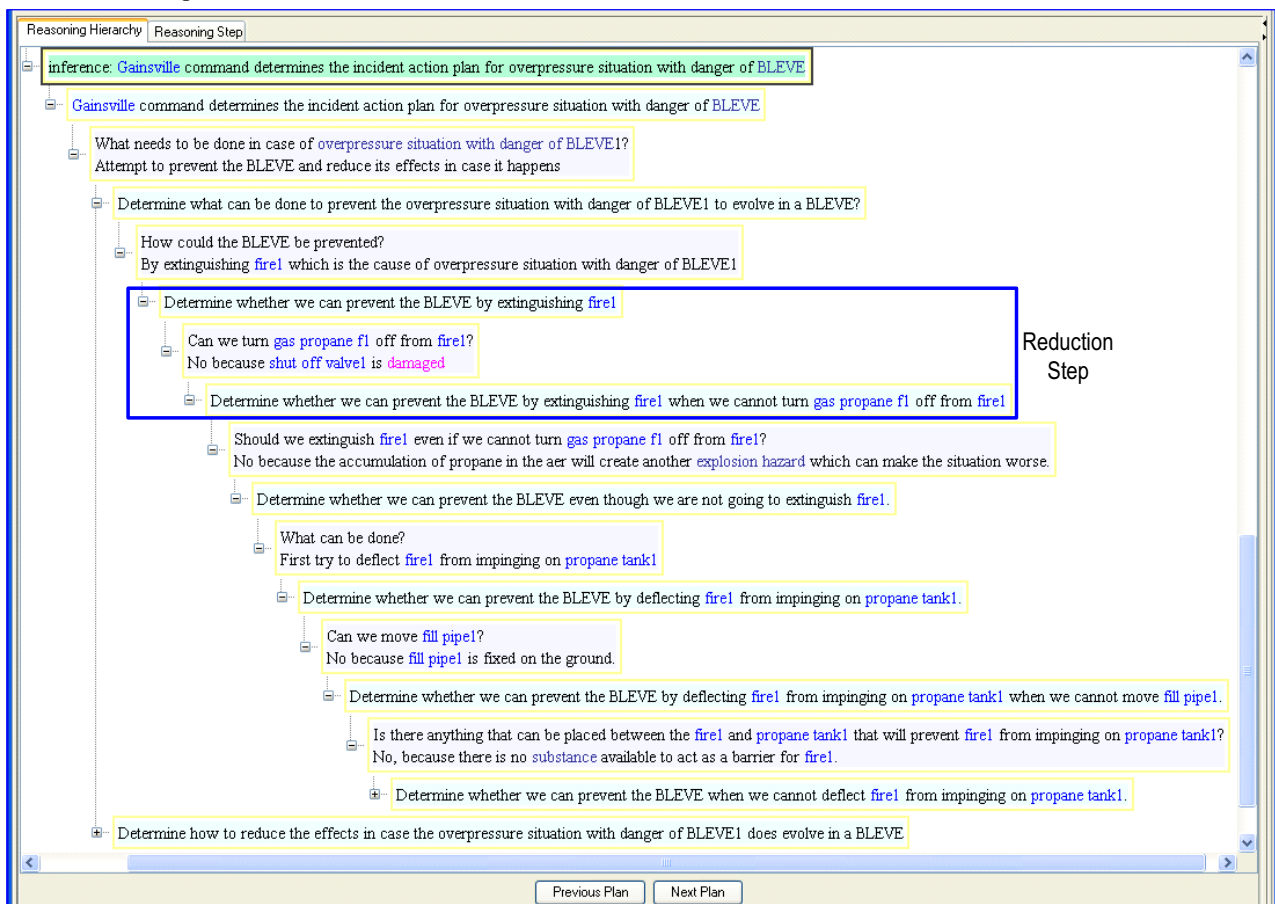 Reasoning Hierarchy Reasoning Step
inference: Gainsville command determines the incident action plan for overpressure situation with danger of BLEVE
Gainsville command determines the incident action plan for overpressure situation with danger of BLEVE
What needs to be done in case of overpressure situation with danger of BLEVE1?
Attempt to prevent the BLEVE and reduce its effects in case it happens
Determine what can be done to prevent the overpressure situation with danger of BLEVE1 to evolve in a BLEVE?
How could the BLEVE be prevented?
By extinguishing fire1 which is the cause of overpressure situation with danger of BLEVE1
Determine whether we can prevent the BLEVE by extinguishing fire1
Can we turn gas propane f1 off from fire1?
No because shut off valve1 is damaged
Reduction
Step
Determine whether we can prevent the BLEVE by extinguishing fire1 when we cannot turn gas propane f1 off from fire1
Should we extinguish fire1 even if we cannot turn gas propane f1 off from fire1?
No because the accumulation of propane in the aer will create another explosion hazard which can make the situation worse.
Determine whether we can prevent the BLEVE even though we are not going to extinguish fire1.
What can be done?
First try to deflect fire1 from impinging on propane tank1
Determine whether we can prevent the BLEVE by deflecting fire1 from impinging on propane tank1.
Can we move fill pipe1?
No because fill pipe1 is fixed on the ground.
Determine whether we can prevent the BLEVE by deflecting fire1 from impinging on propane tank1 when we cannot move fill pipe1.
Is there anything that can be placed between the fire1 and propane tank1 that will prevent fire1 from impinging on propane tank1?
No, because there is no substance available to act as a barrier for fire1.
Determine whether we can prevent the BLEVE when we cannot deflect fire1 from impinging on propane tank1.
Determine how to reduce the effects in case the overpressure situation with danger of BLEVE1 does evolve in a BLEVE
Previous Plan Next Plan